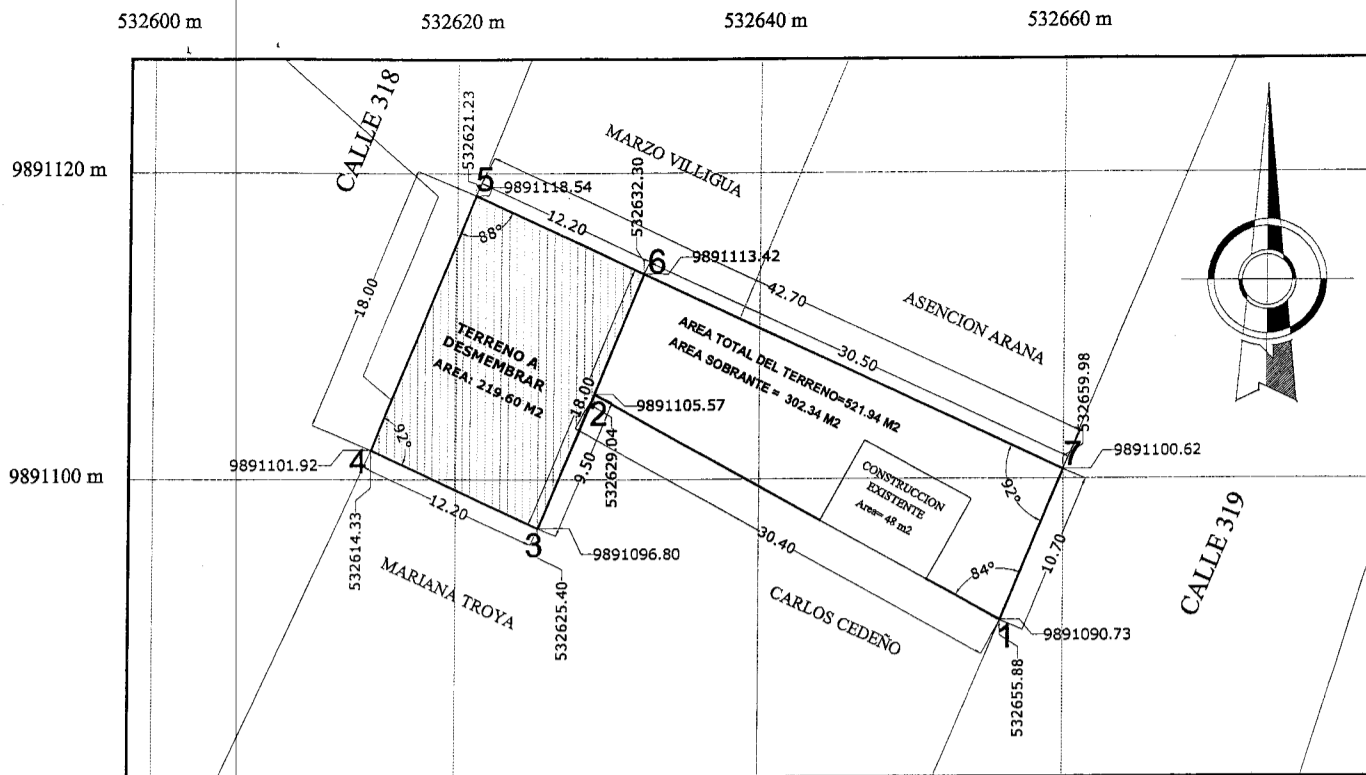 532600 m
532620 m
532640 m
532660 m
9891120 m
9891100 m
CALLE 318
532621.23
5
9891118.54
MARZO VILLIGUA
532632.30
6
9891113.42
12.20
88°
42.70
ASENCION ARANA
18.00
TERRENO A
DESMEMBRAR
AREA: 219.60 M2
AREA TOTAL DEL TERRENO=521.94 M2
AREA SOBRANTE = 302.34 M2
30.50
532659.98
7
9891100.62
18.00
9891105.57
2
532629.04
9.50
92°
9891101.92
4
532614.33
12.20
3
9891096.80
532625.40
MARIANA TROYA
CONSTRUCCION
EXISTENTE
Area= 48 m2
92°
84°
10.70
30.40
CARLOS CEDEÑO
1
9891090.73
532655.88
CALLE 319